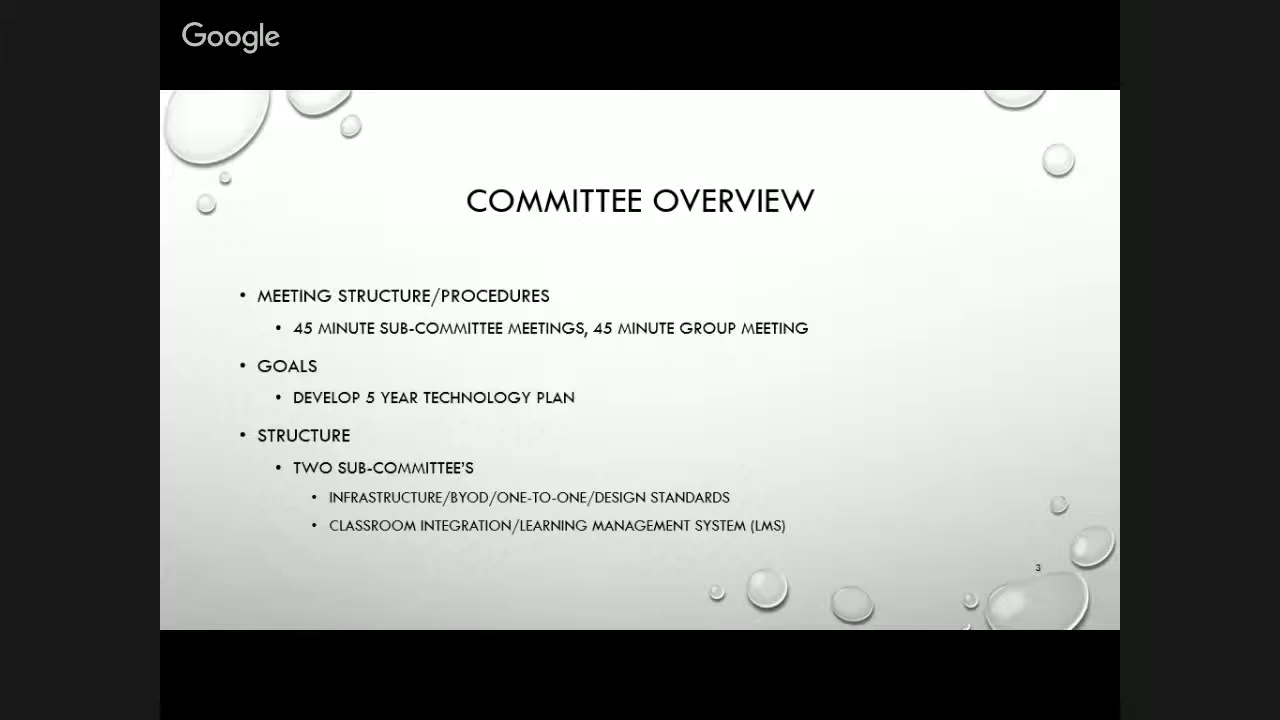 Google
COMMITTEE OVERVIEW
• MEETING STRUCTURE/PROCEDURES
• 45 MINUTE SUB-COMMITTEE MEETINGS, 45 MINUTE GROUP MEETING
• GOALS
• DEVELOP 5 YEAR TECHNOLOGY PLAN
• STRUCTURE
• TWO SUB-COMMITTEE'S
• INFRASTRUCTURE/BYOD/ONE-TO-ONE/DESIGN STANDARDS
• CLASSROOM INTEGRATION/LEARNING MANAGEMENT SYSTEM (LMS)
3